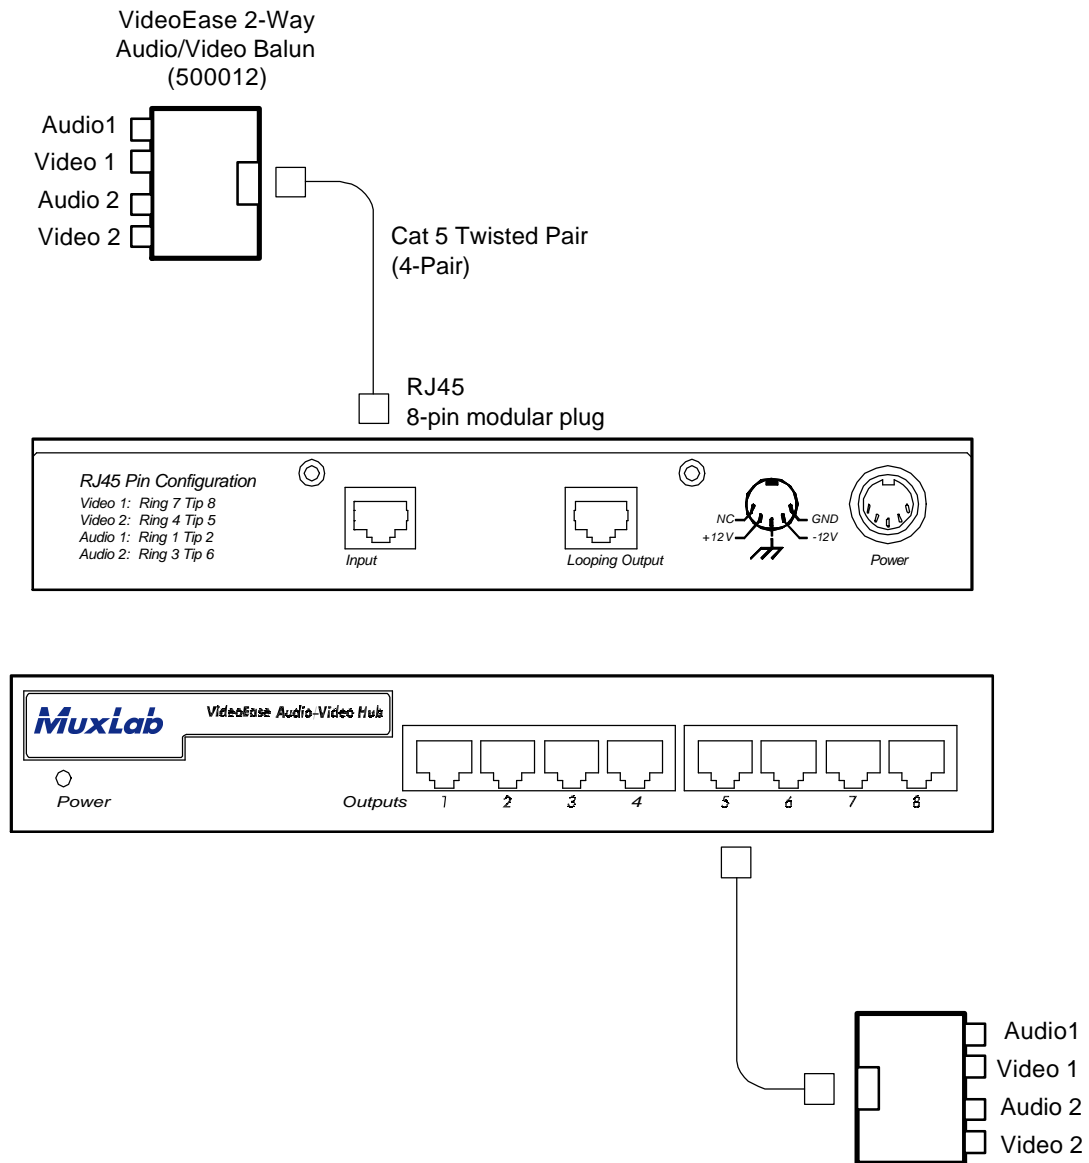 VideoEase 2-Way
Audio/Video Balun
(500012)
Audio1
Video 1
Audio 2
Video 2
Cat 5 Twisted Pair
(4-Pair)
RJ45
8-pin modular plug
RJ45 Pin Configuration
Video 1: Ring 7 Tip 8
Video 2: Ring 4 Tip 5
Audio 1: Ring 1 Tip 2
Audio 2: Ring 3 Tip 6
Input
Looping Output
NC
GND
+12V
-12V
Power
MuxLab
VideoEase Audio-Video Hub
Power
Outputs 1 2 3 4 5 6 7 8
Audio1
Video 1
Audio 2
Video 2